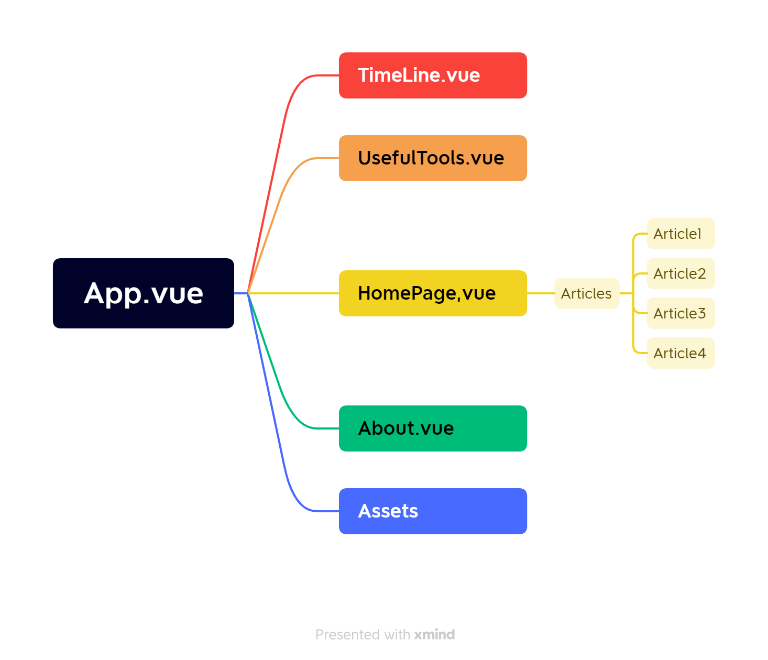 TimeLine.vue
UsefulTools.vue
App.vue
HomePage,vue
Articles
Article1
Article2
Article3
Article4
About.vue
Assets
Presented with xmind